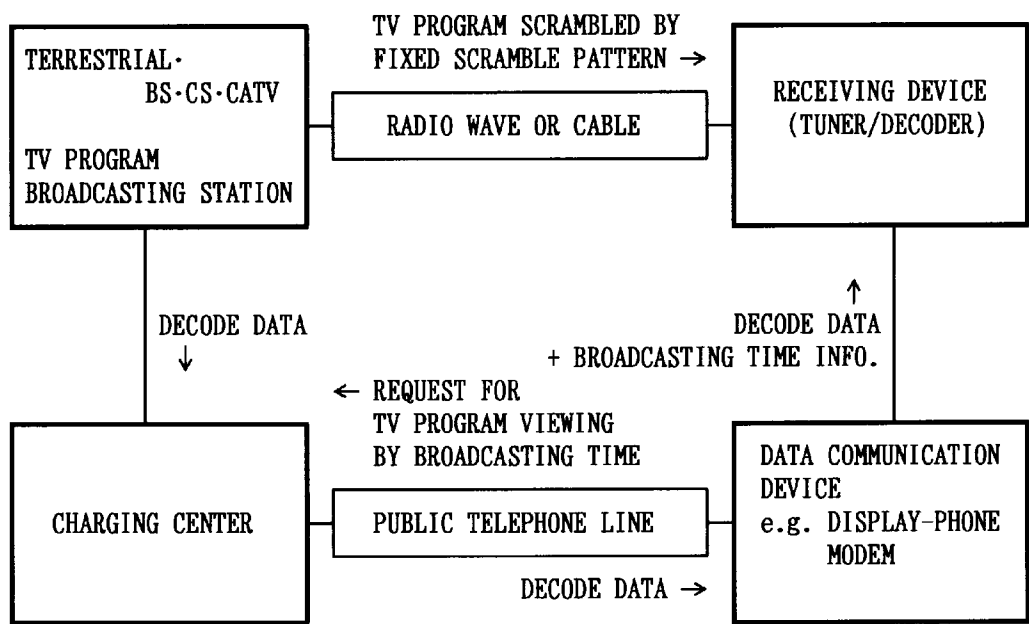 TERRESTRIAL·
BS·CS·CATV
TV PROGRAM
BROADCASTING STATION
TV PROGRAM SCRAMBLED BY
FIXED SCRAMBLE PATTERN →
RADIO WAVE OR CABLE
RECEIVING DEVICE
(TUNER/DECODER)
DECODE DATA
↓
↑
DECODE DATA
+ BROADCASTING TIME INFO.
← REQUEST FOR
TV PROGRAM VIEWING
BY BROADCASTING TIME
CHARGING CENTER
PUBLIC TELEPHONE LINE
DECODE DATA →
DATA COMMUNICATION
DEVICE
e.g. DISPLAY-PHONE
MODEM